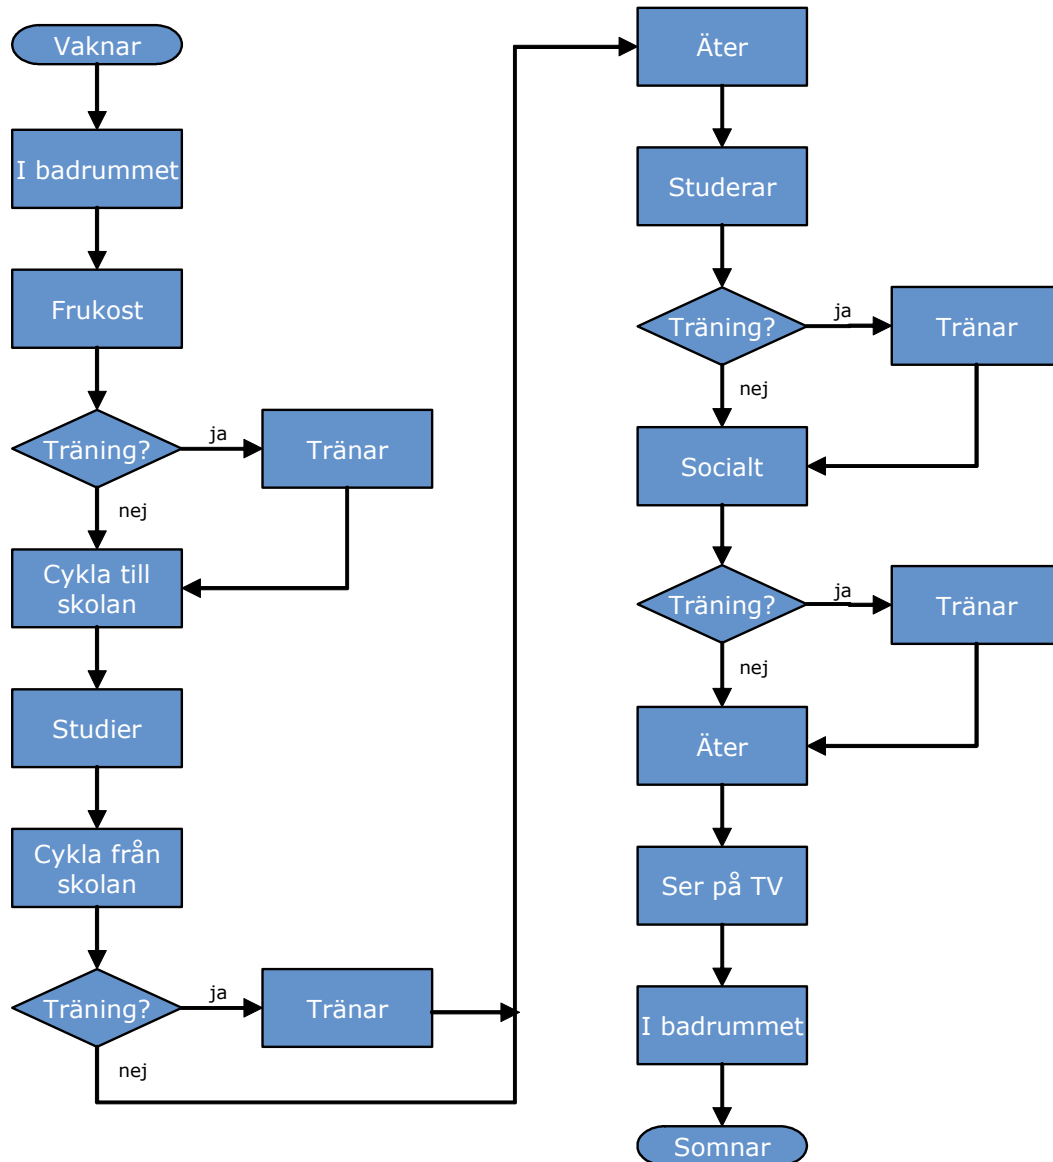 Vaknar
I badrummet
Frukost
Träning?
ja
Tränar
nej
Cykla till
skolan
Studier
Cykla från
skolan
Träning?
ja
Tränar
nej
Äter
Studerar
Träning?
ja
Tränar
nej
Socialt
Träning?
ja
Tränar
nej
Äter
Ser på TV
I badrummet
Somnar